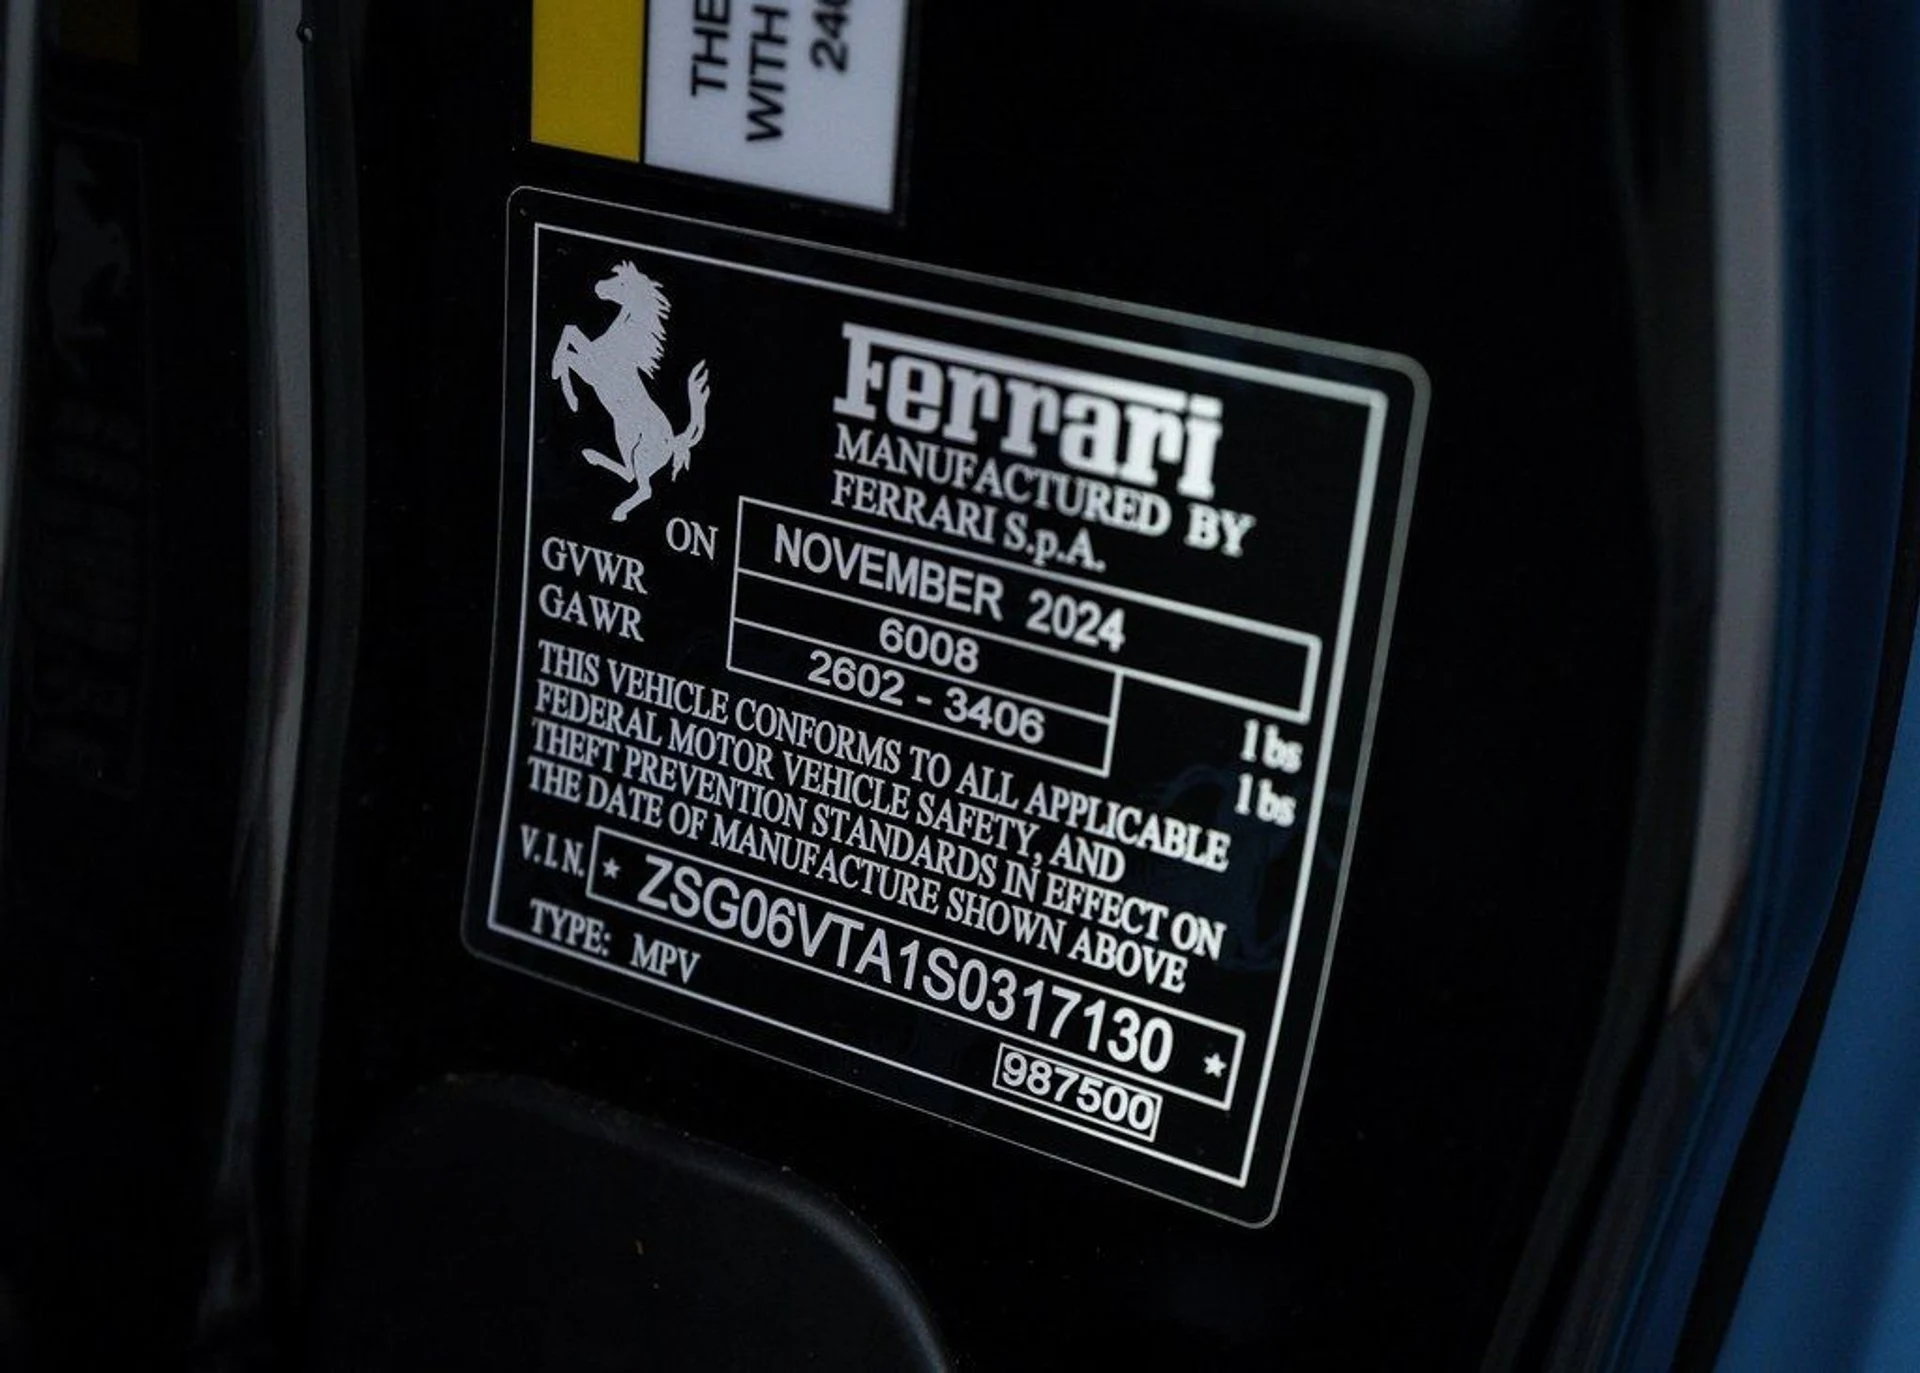 THE
WITH
240
Ferrari
MANUFACTURED BY
FERRARI S.p.A.
ON NOVEMBER 2024
GVWR 6008 lbs
GAWR 2602 - 3406 lbs
THIS VEHICLE CONFORMS TO ALL APPLICABLE
FEDERAL MOTOR VEHICLE SAFETY, AND
THEFT PREVENTION STANDARDS IN EFFECT ON
THE DATE OF MANUFACTURE SHOWN ABOVE
V.I.N. * ZSG06VTA1S0317130 *
TYPE: MPV
987500